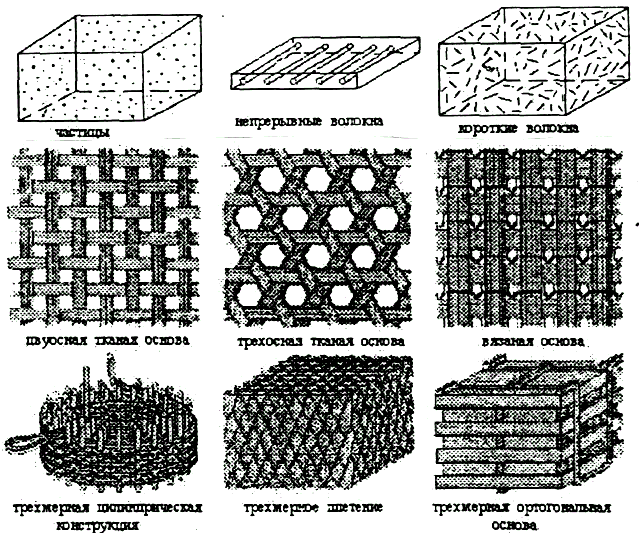 частицы
непрерывные волокна
короткие волокна
двуосная тканая основа
трехосная тканая основа
вязаная основа
трехмерная цилиндрическая
конструкция
трехмерное плетение
трехмерная ортогональная
основа